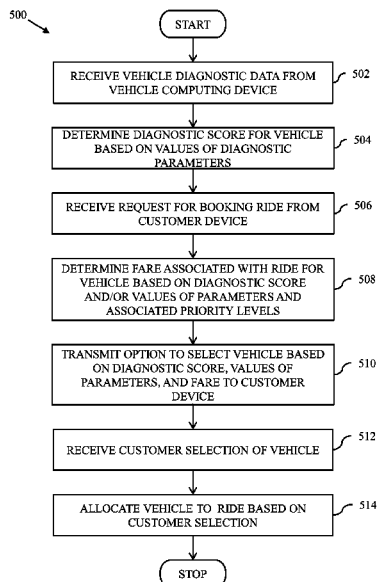 500
START
RECEIVE VEHICLE DIAGNOSTIC DATA FROM
VEHICLE COMPUTING DEVICE
502
DETERMINE DIAGNOSTIC SCORE FOR VEHICLE
BASED ON VALUES OF DIAGNOSTIC
PARAMETERS
504
RECEIVE REQUEST FOR BOOKING RIDE FROM
CUSTOMER DEVICE
506
DETERMINE FARE ASSOCIATED WITH RIDE FOR
VEHICLE BASED ON DIAGNOSTIC SCORE
AND/OR VALUES OF PARAMETERS AND
ASSOCIATED PRIORITY LEVELS
508
TRANSMIT OPTION TO SELECT VEHICLE BASED
ON DIAGNOSTIC SCORE, VALUES OF
PARAMETERS, AND FARE TO CUSTOMER
DEVICE
510
RECEIVE CUSTOMER SELECTION OF VEHICLE
512
ALLOCATE VEHICLE TO RIDE BASED ON
CUSTOMER SELECTION
514
STOP